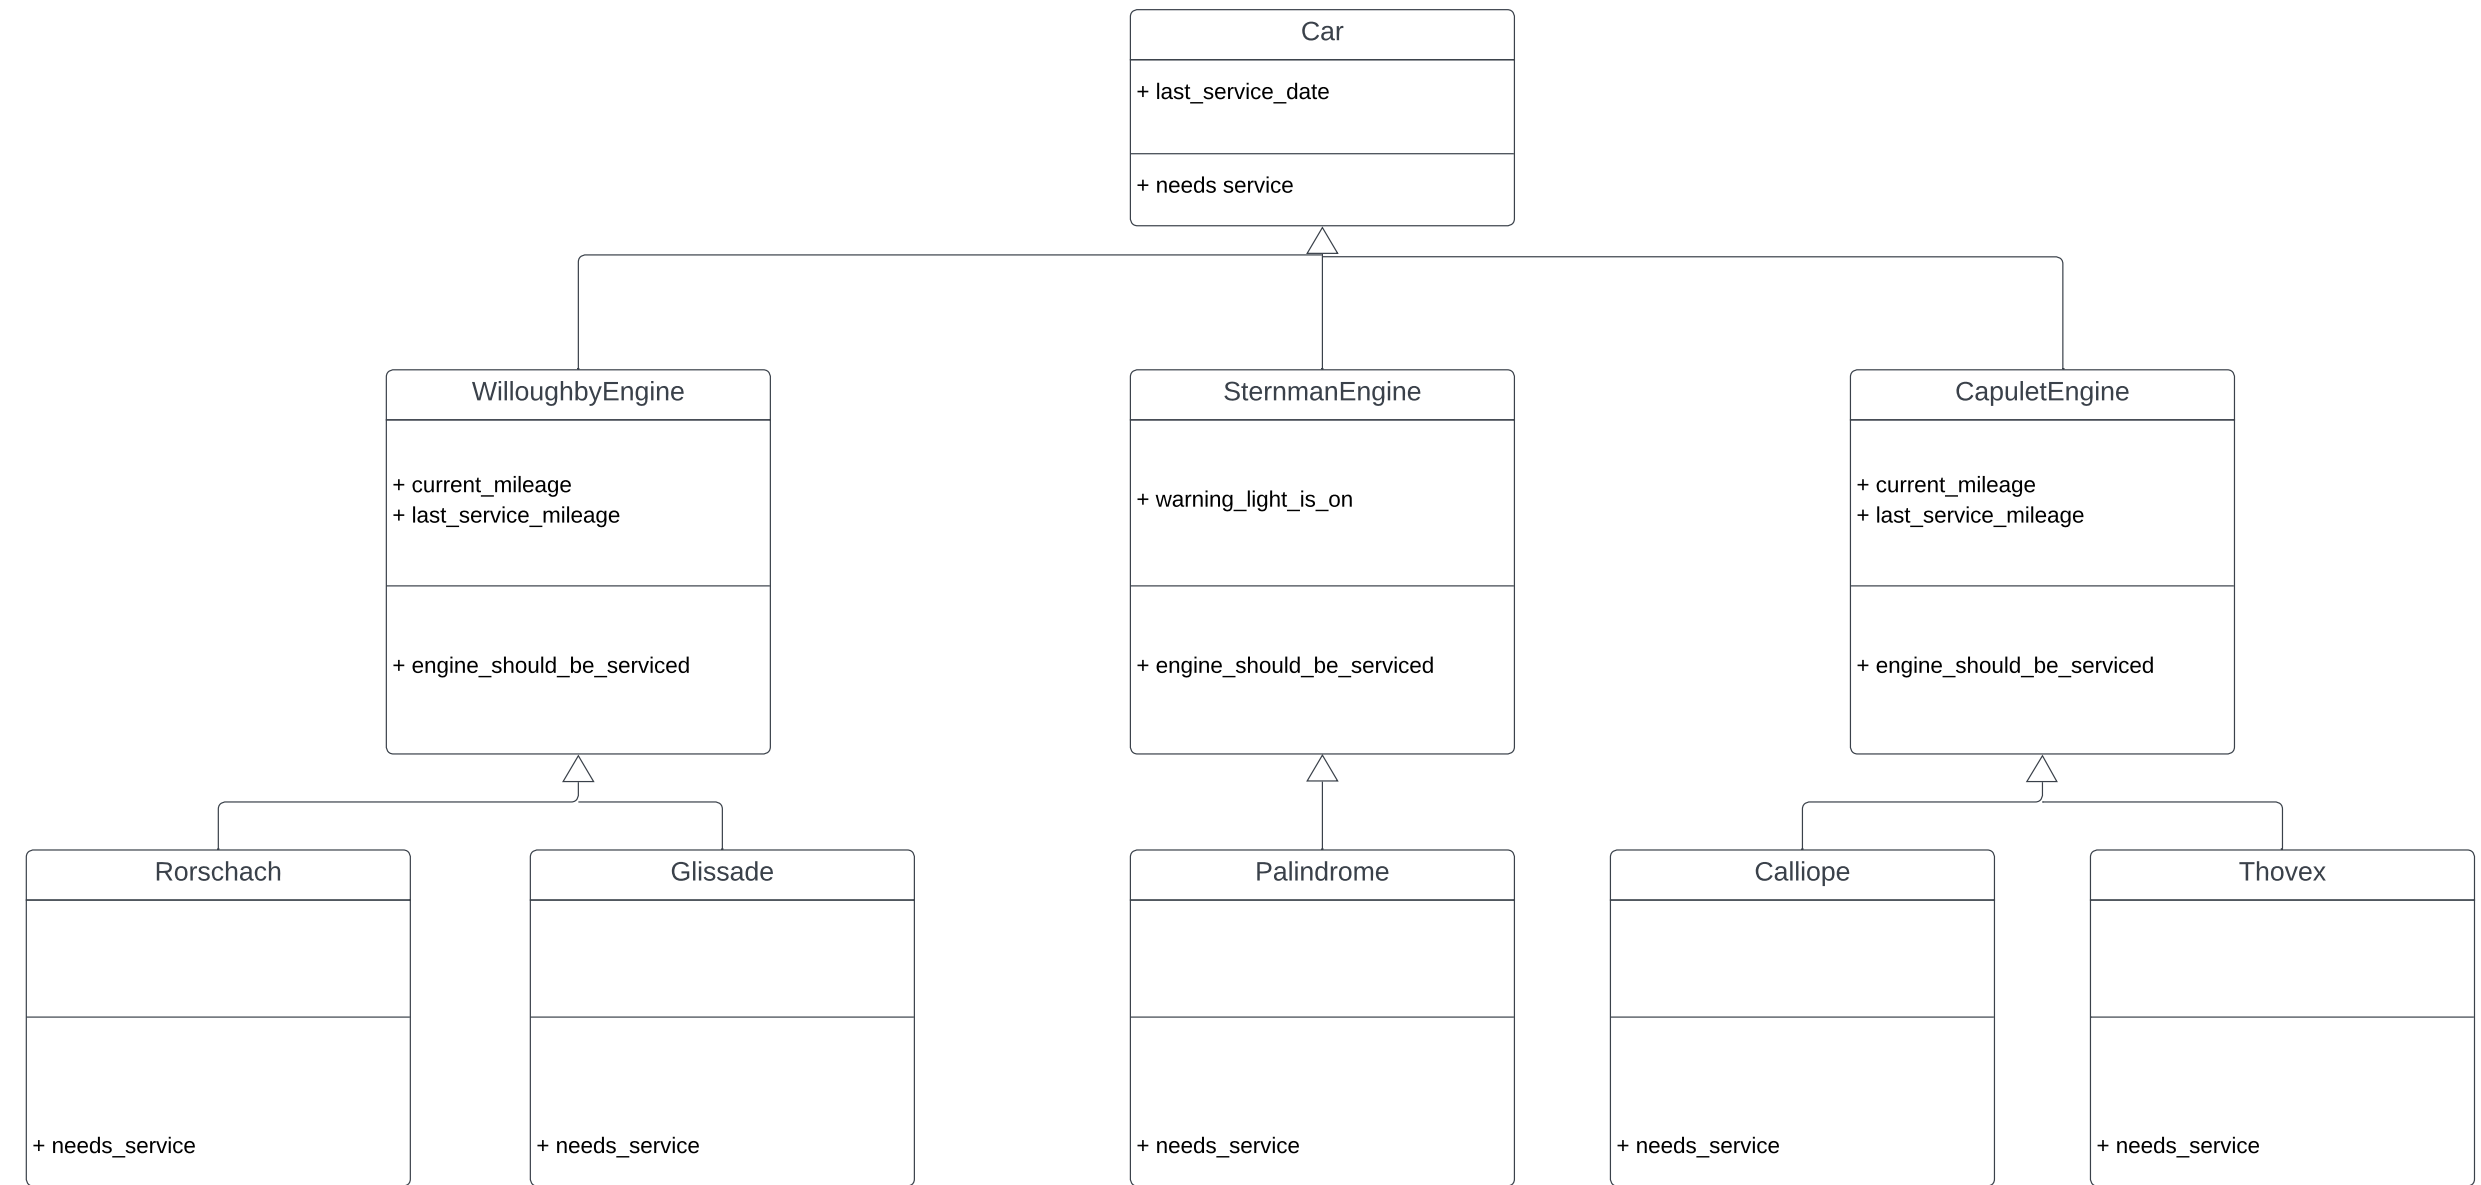 Car
+ last_service_date
+ needs service
WilloughbyEngine
+ current_mileage
+ last_service_mileage
+ engine_should_be_serviced
SternmanEngine
+ warning_light_is_on
+ engine_should_be_serviced
CapuletEngine
+ current_mileage
+ last_service_mileage
+ engine_should_be_serviced
Rorschach
+ needs_service
Glissade
+ needs_service
Palindrome
+ needs_service
Calliope
+ needs_service
Thovex
+ needs_service